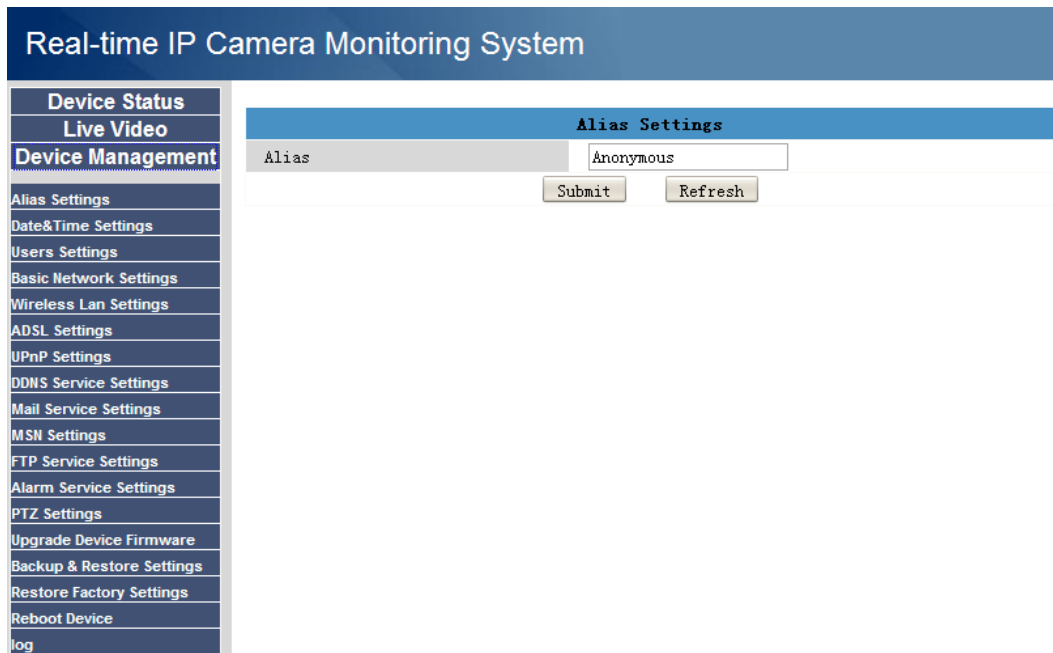 Real-time IP Camera Monitoring System
Device Status
Live Video
Device Management
Alias Settings
Date&Time Settings
Users Settings
Basic Network Settings
Wireless Lan Settings
ADSL Settings
UPnP Settings
DDNS Service Settings
Mail Service Settings
MSN Settings
FTP Service Settings
Alarm Service Settings
PTZ Settings
Upgrade Device Firmware
Backup & Restore Settings
Restore Factory Settings
Reboot Device
log
Alias Settings
Alias Anonymous
Submit Refresh